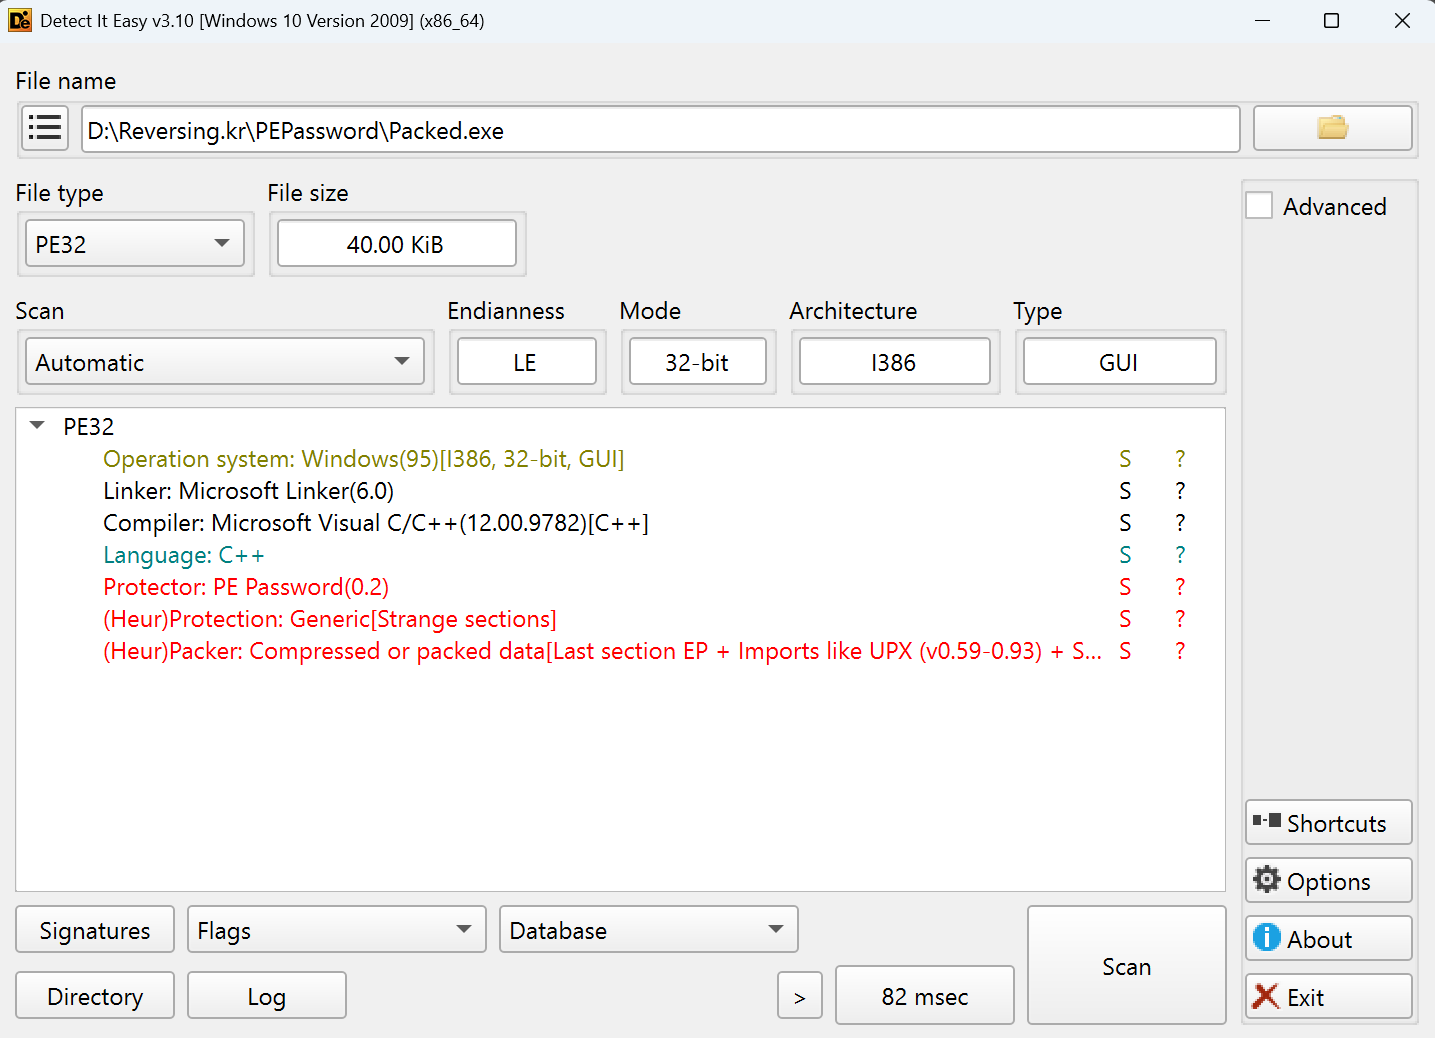 Detect It Easy v3.10 [Windows 10 Version 2009] (x86_64)
File name
D:\Reversing.kr\PEPassword\Packed.exe
File type File size
PE32 40.00 KiB
Advanced
Scan Endianness Mode Architecture Type
Automatic LE 32-bit I386 GUI
PE32
Operation system: Windows(95)[I386, 32-bit, GUI] S ?
Linker: Microsoft Linker(6.0) S ?
Compiler: Microsoft Visual C/C++(12.00.9782)[C++] S ?
Language: C++ S ?
Protector: PE Password(0.2) S ?
(Heur)Protection: Generic[Strange sections] S ?
(Heur)Packer: Compressed or packed data[Last section EP + Imports like UPX (v0.59-0.93) + S... S ?
Shortcuts
Options
About
Exit
Signatures Flags Database
Scan
Directory Log > 82 msec